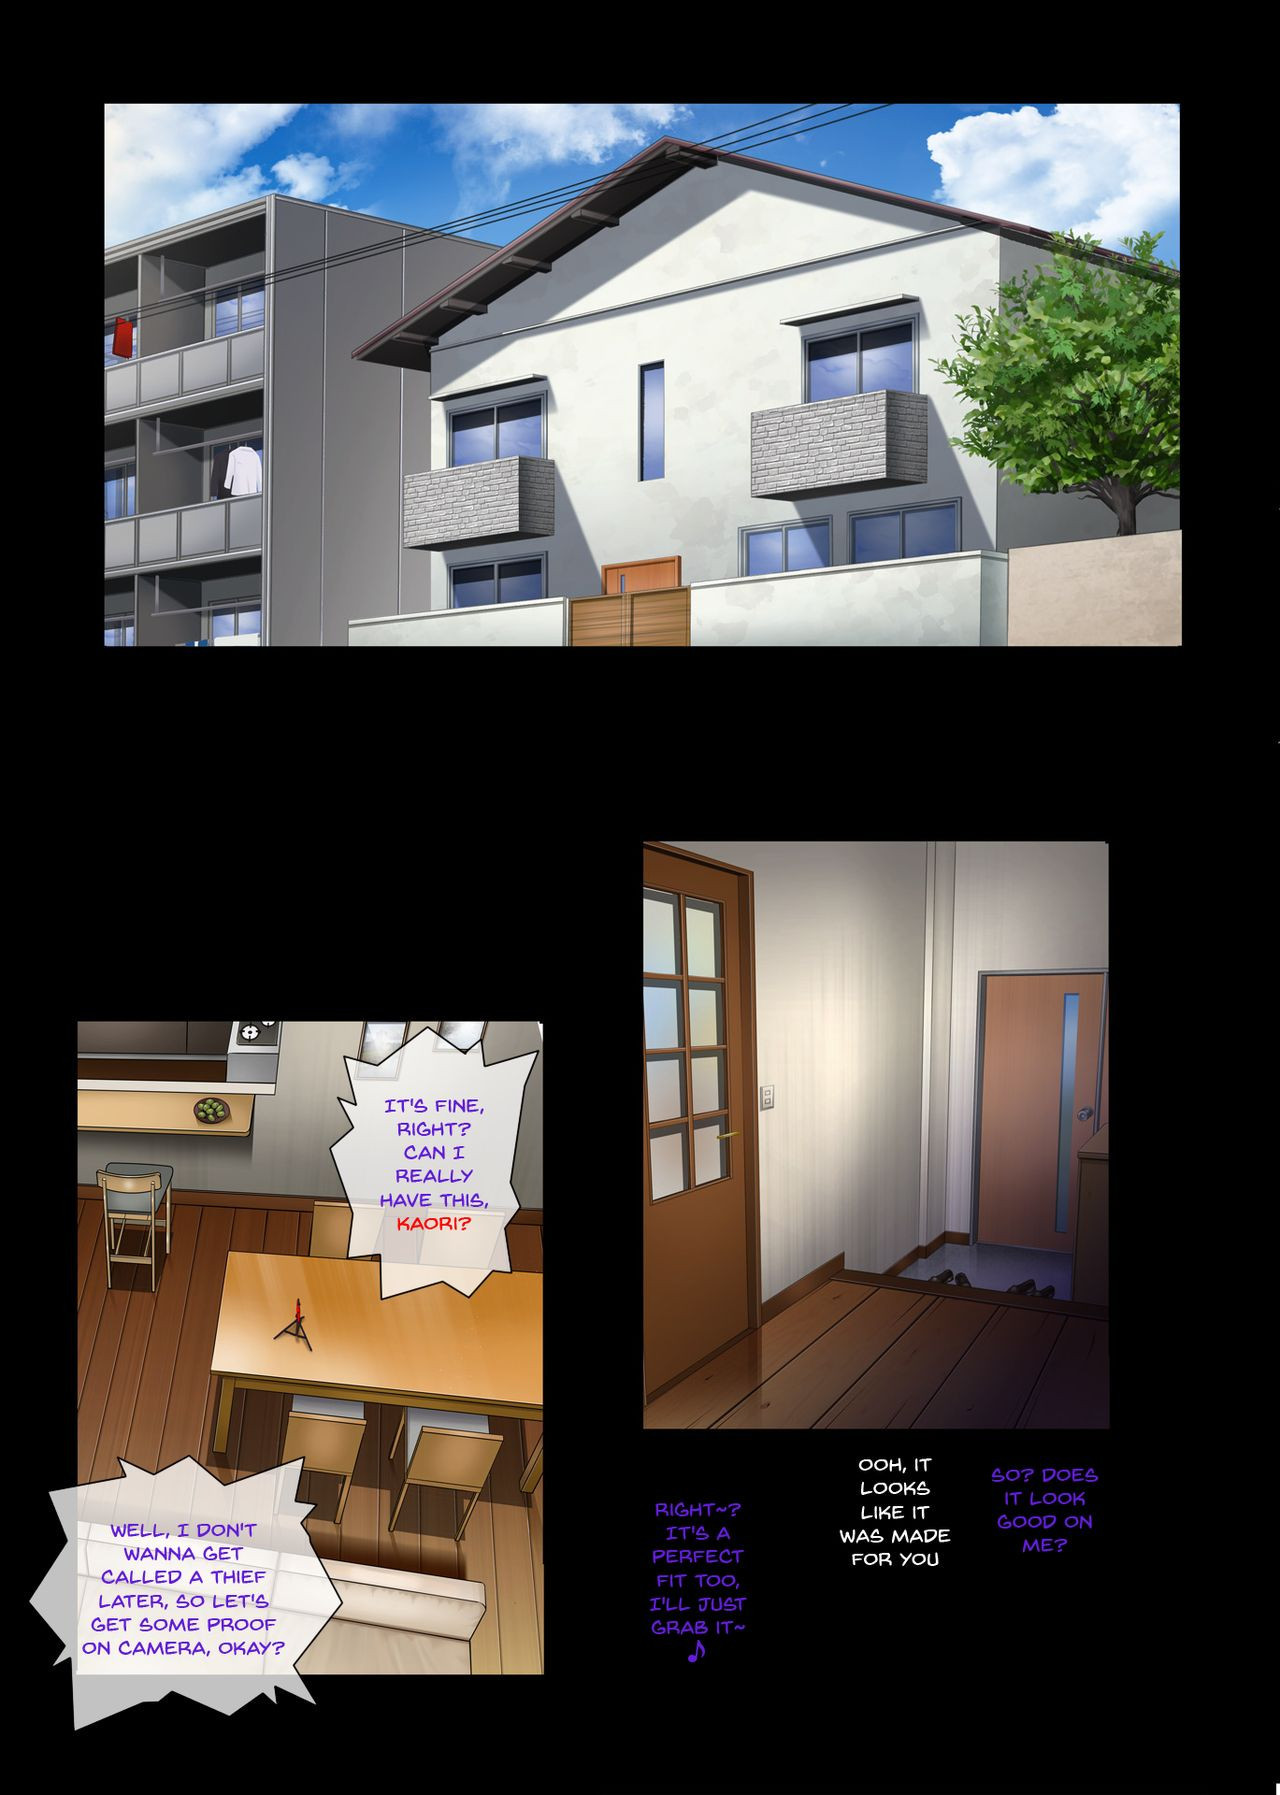 SO? DOES
IT LOOK
GOOD ON
ME?
OOH, IT
LOOKS
LIKE IT
WAS MADE
FOR YOU
RIGHT~?
IT'S A
PERFECT
FIT TOO,
I'LL JUST
GRAB IT~
♪
IT'S FINE,
RIGHT?
CAN I
REALLY
HAVE THIS,
KAORI?
WELL, I DON'T
WANNA GET
CALLED A THIEF
LATER, SO LET'S
GET SOME PROOF
ON CAMERA, OKAY?